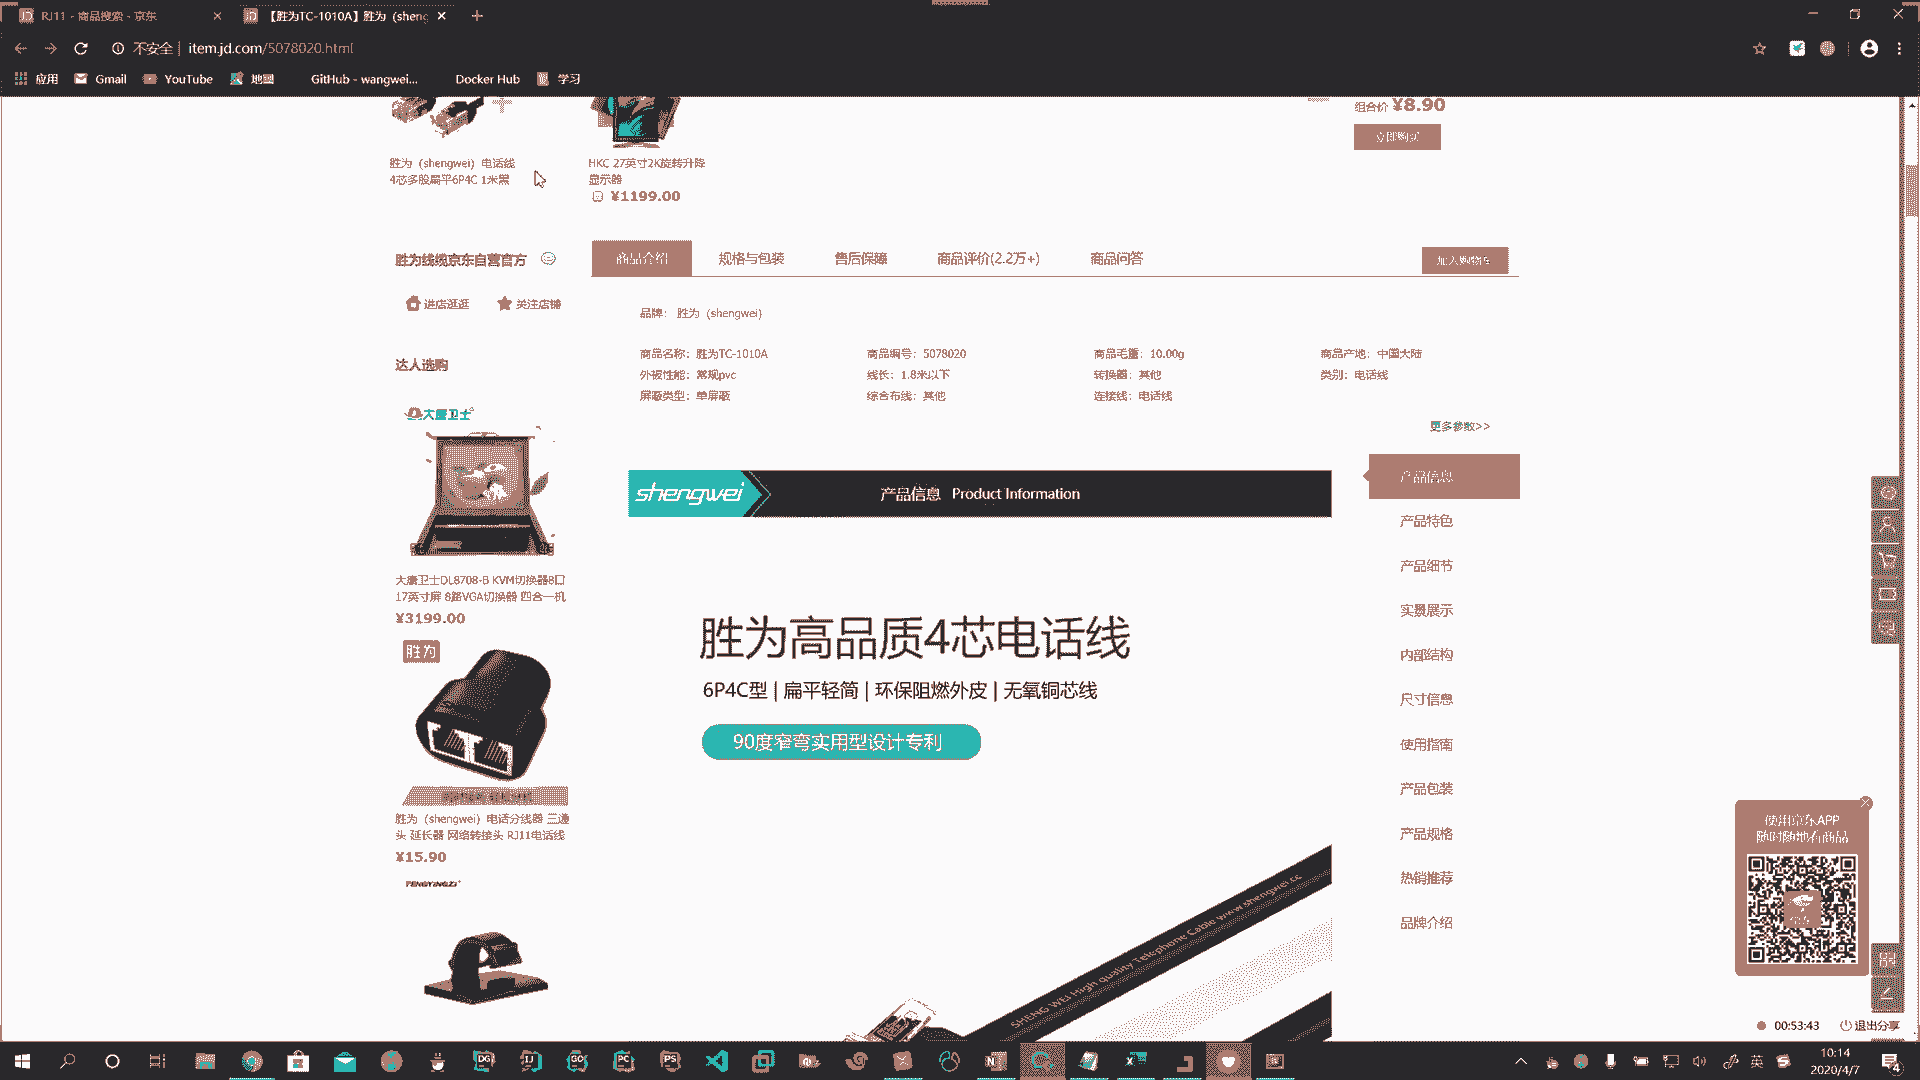 RJ11 - 商品搜索 - 京东
【胜为TC-1010A】胜为（sheng
不安全 | item.jd.com/5078020.html
应用 Gmail YouTube 地图 GitHub - wangwei... Docker Hub 学习
胜为（shengwei）电话线
4芯多股扁平6P4C 1米黑
HKC 27英寸2K旋转升降
显示器
¥1199.00
组合价 ¥8.90
立即购买
胜为线缆京东自营官方
进店逛逛 关注店铺
商品介绍 规格与包装 售后保障 商品评价(2.2万+) 商品问答
加入购物车
品牌： 胜为（shengwei）
商品名称：胜为TC-1010A 商品编号：5078020 商品毛重：10.00g 商品产地：中国大陆
外被性能：常规pvc 线长：1.8米以下 转换器：其他 类别：电话线
屏蔽类型：单屏蔽 综合布线：其他 连接线：电话线
更多参数>>
达人选购
大唐卫士
大唐卫士DL8708-B KVM切换器8口
17英寸屏 8路VGA切换器 四合一机
¥3199.00
胜为
胜为（shengwei）电话分线器 三通
头 延长器 网络转接头 RJ11电话线
¥15.90
FENGYINGZI
shengwei 产品信息 Product Information
胜为高品质4芯电话线
6P4C型 | 扁平轻简 | 环保阻燃外皮 | 无氧铜芯线
90度窄弯实用型设计专利
SHENG WEI High quality Telephone Cable www.shengwei.cc
产品信息
产品特色
产品细节
实景展示
内部结构
尺寸信息
使用指南
产品包装
产品规格
热销推荐
品牌介绍
使用京东APP
随时随地看商品
00:53:43 退出分享
英
10:14
2020/4/7
4